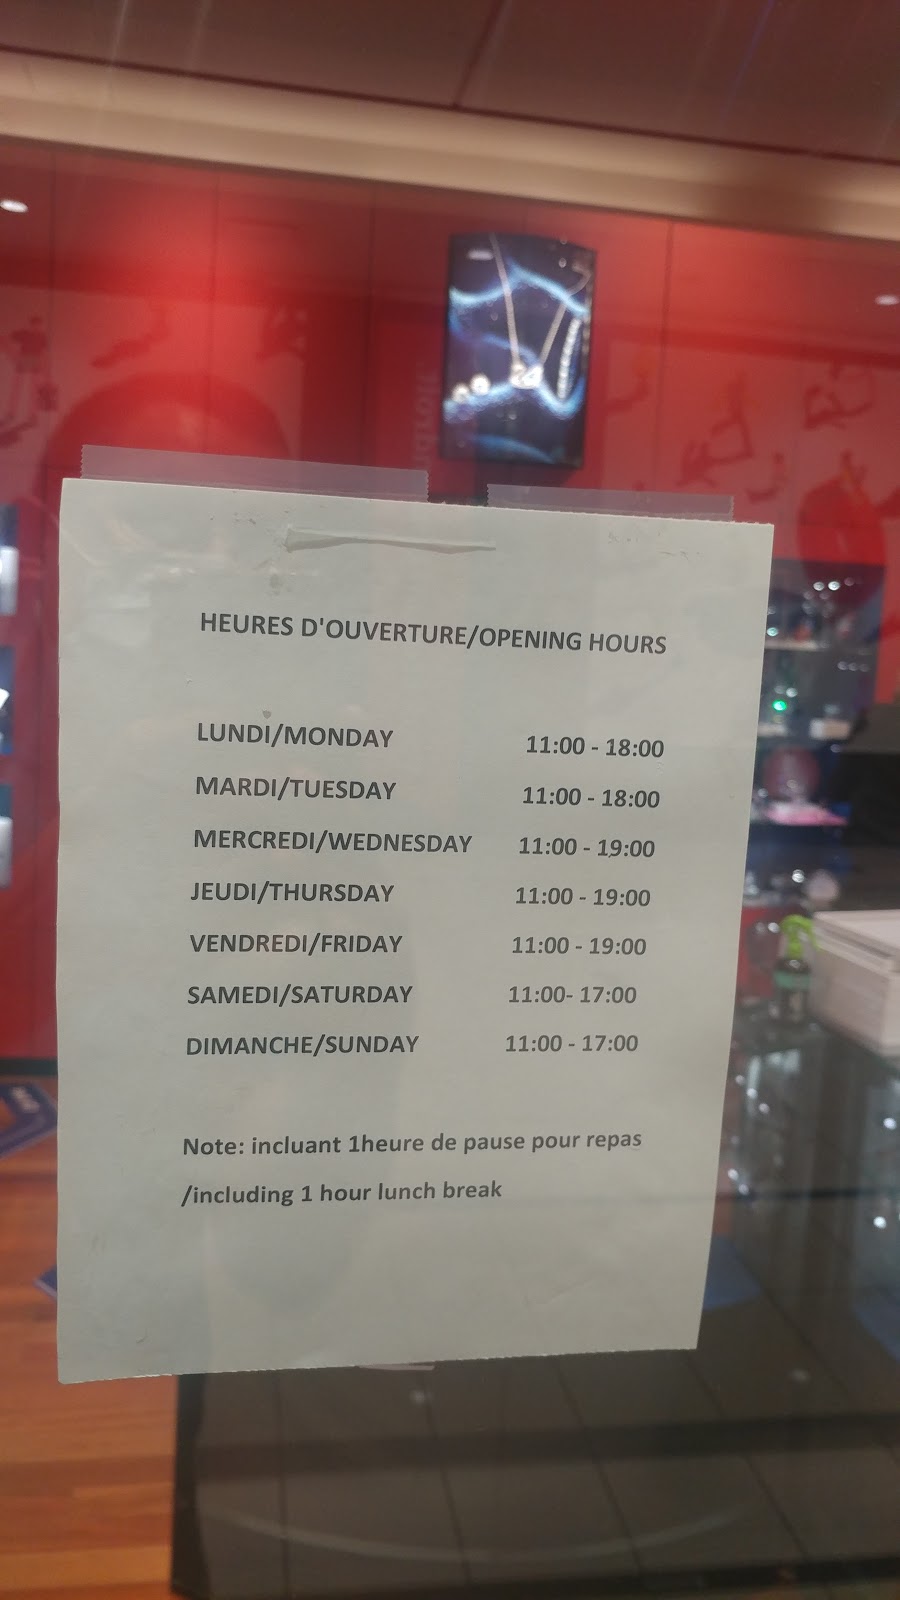 HEURES D'OUVERTURE/OPENING HOURS
LUNDI/MONDAY 11:00 - 18:00
MARDI/TUESDAY 11:00 - 18:00
MERCREDI/WEDNESDAY 11:00 - 19:00
JEUDI/THURSDAY 11:00 - 19:00
VENDREDI/FRIDAY 11:00 - 19:00
SAMEDI/SATURDAY 11:00- 17:00
DIMANCHE/SUNDAY 11:00 - 17:00
Note: incluant 1heure de pause pour repas
/including 1 hour lunch break